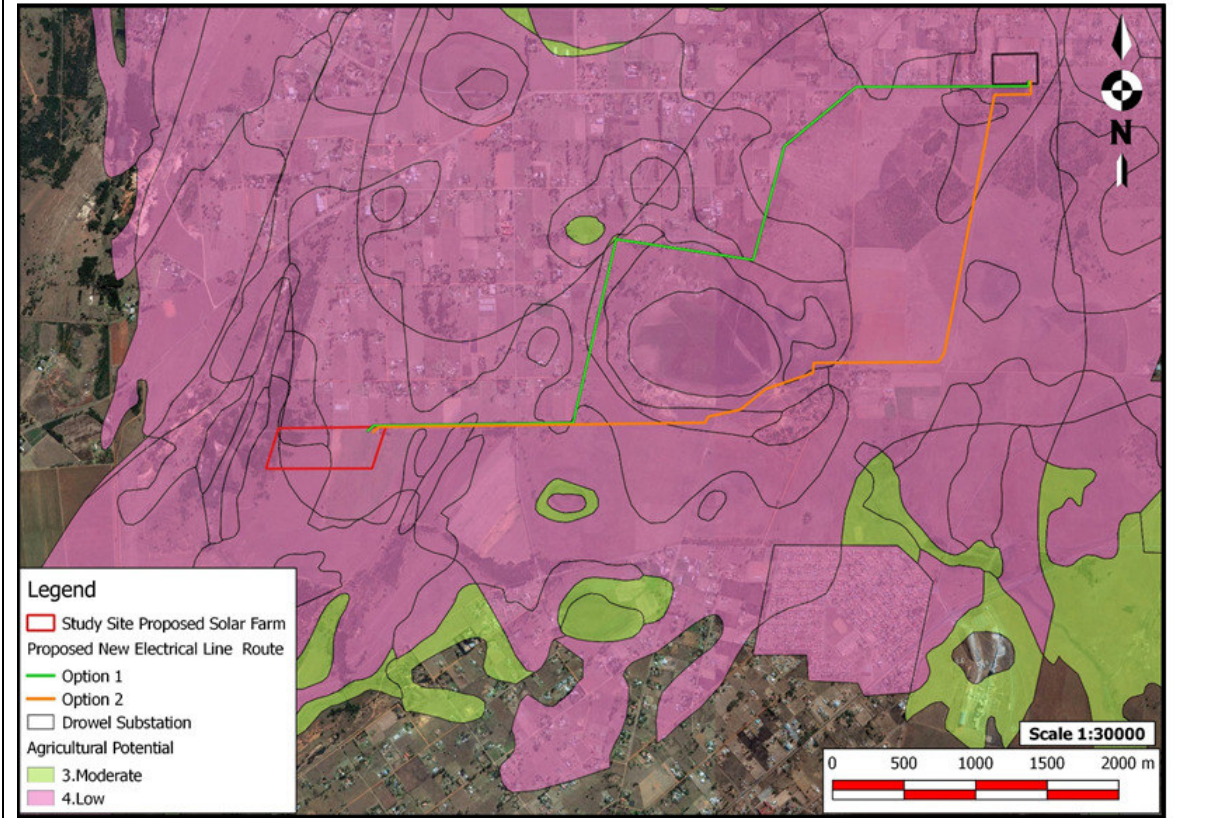 N
Legend
Study Site Proposed Solar Farm
Proposed New Electrical Line Route
Option 1
Option 2
Drowel Substation
Agricultural Potential
3.Moderate
4.Low
Scale 1:30000
0 500 1000 1500 2000 m